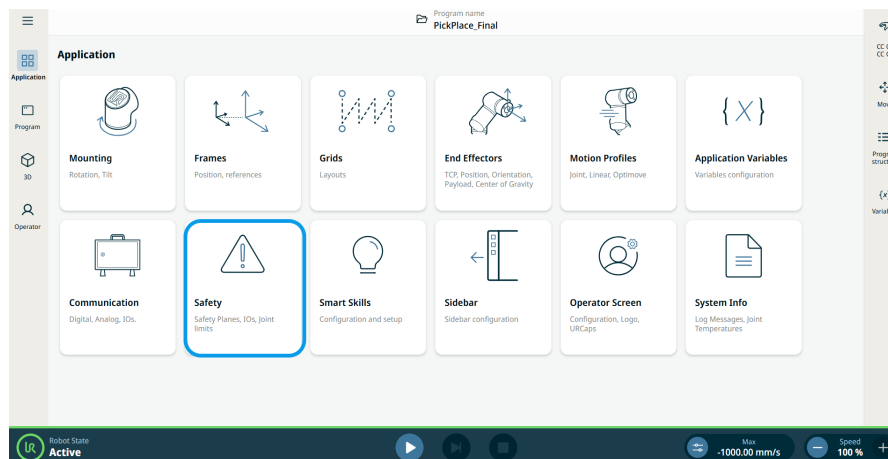 Program name
PickPlace_Final
Application
Application
Program
3D
Operator
Mounting
Rotation, Tilt
Frames
Position, references
Grids
Layouts
End Effectors
TCP, Position, Orientation,
Payload, Center of Gravity
Motion Profiles
Joint, Linear, Optimove
Application Variables
Variables configuration
Communication
Digital, Analog, IOs.
Safety
Safety Planes, IOs, Joint
limits
Smart Skills
Configuration and setup
Sidebar
Sidebar configuration
Operator Screen
Configuration, Logo,
URCaps
System Info
Log Messages, Joint
Temperatures
Robot State
Active
Max
-1000.00 mm/s
Speed
100 %